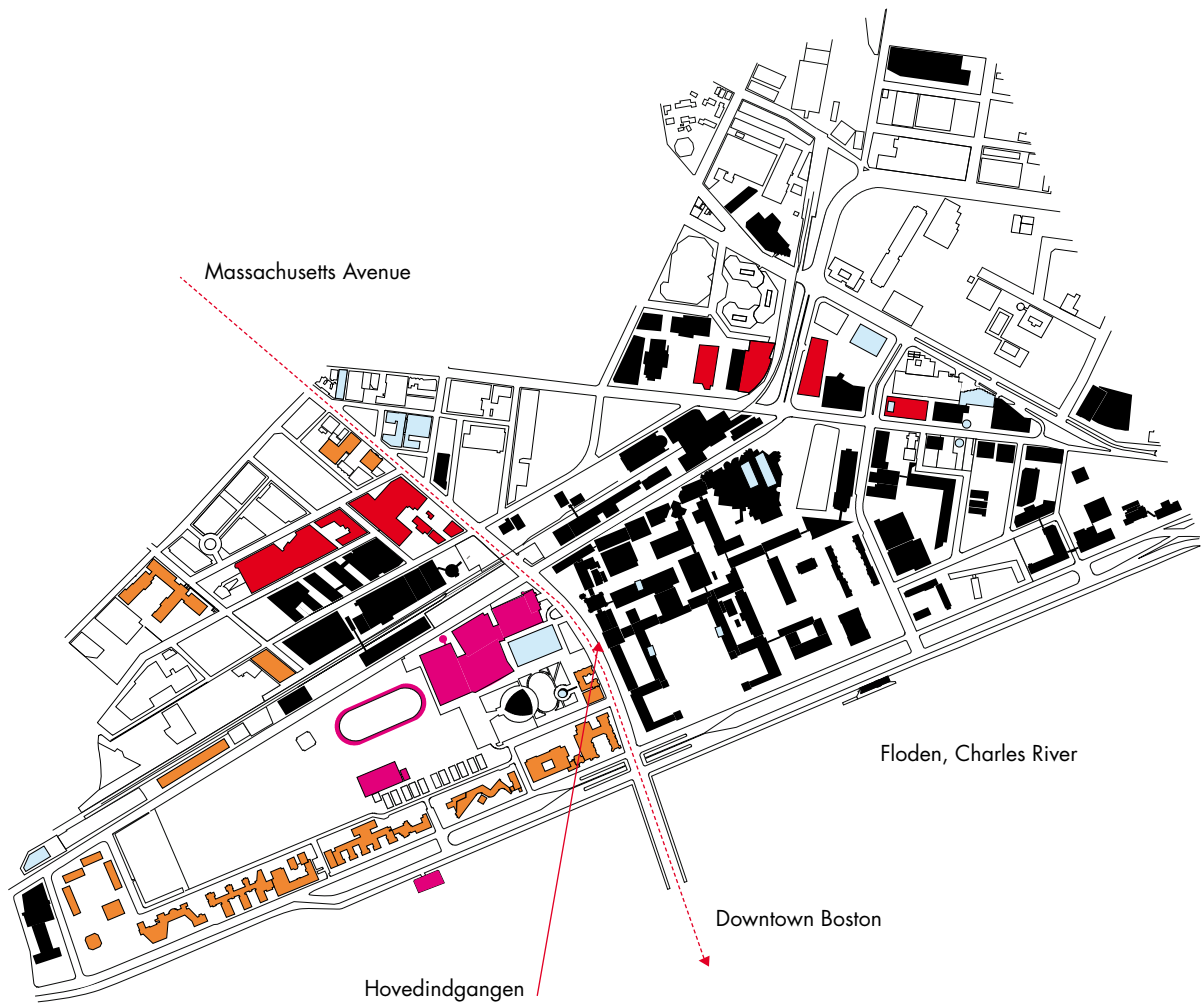 Massachusetts Avenue
Floden, Charles River
Downtown Boston
Hovedindgangen